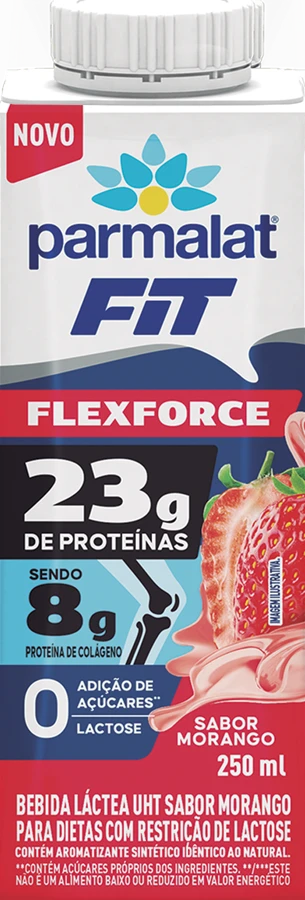 NOVO
parmalat®
FIT
FLEXFORCE
23g
DE PROTEÍNAS
SENDO
8g
PROTEÍNA DE COLÁGENO
IMAGEM ILUSTRATIVA
0 ADIÇÃO DE
AÇÚCARES**
LACTOSE
SABOR
MORANGO
250 ml
BEBIDA LÁCTEA UHT SABOR MORANGO
PARA DIETAS COM RESTRIÇÃO DE LACTOSE
CONTÉM AROMATIZANTE SINTÉTICO IDÊNTICO AO NATURAL.
**CONTÉM AÇÚCARES PRÓPRIOS DOS INGREDIENTES. **/***ESTE
NÃO É UM ALIMENTO BAIXO OU REDUZIDO EM VALOR ENERGÉTICO